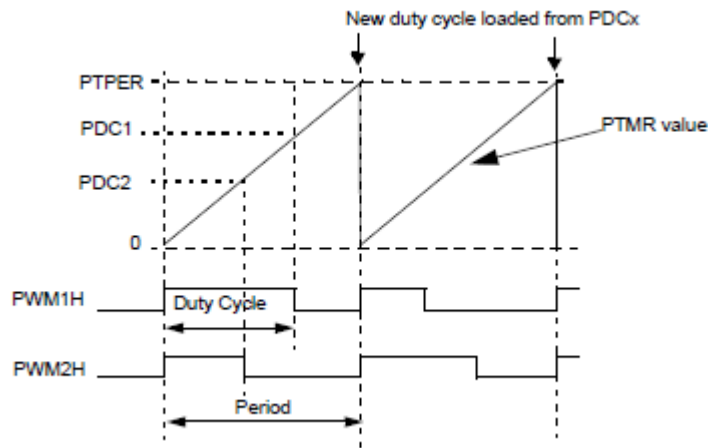 New duty cycle loaded from PDCx
PTPER
PDC1
PTMR value
PDC2
0
PWM1H
Duty Cycle
PWM2H
Period